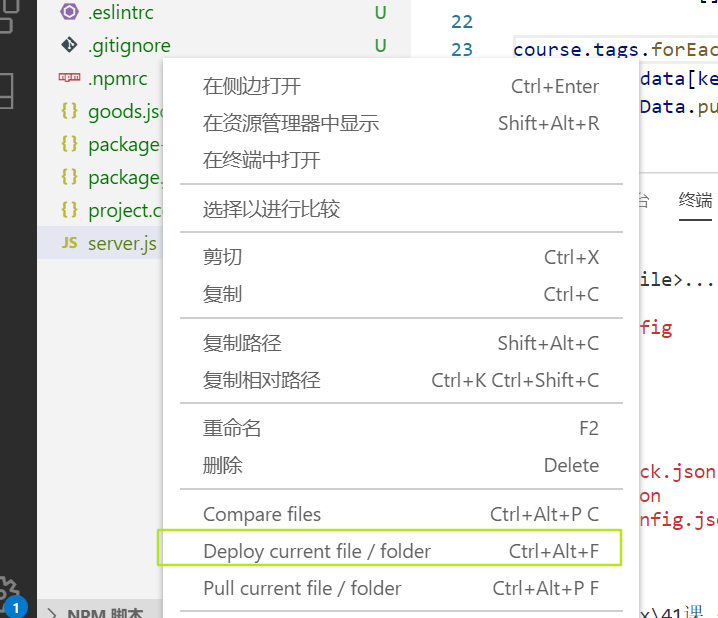 .eslintrc U
.gitignore U
.npmrc
goods.jso
package-
package.
project.c
JS server.js
22
23 course.tags.forEac
data[ke
Data.pu
在侧边打开 Ctrl+Enter
在资源管理器中显示 Shift+Alt+R
在终端中打开
选择以进行比较
剪切 Ctrl+X
复制 Ctrl+C
复制路径 Shift+Alt+C
复制相对路径 Ctrl+K Ctrl+Shift+C
重命名 F2
删除 Delete
Compare files Ctrl+Alt+P C
Deploy current file / folder Ctrl+Alt+F
Pull current file / folder Ctrl+Alt+P F
台 终端
ile>...
fig
ck.json
on
nfig.jso
x\41课
1
NPM 脚本